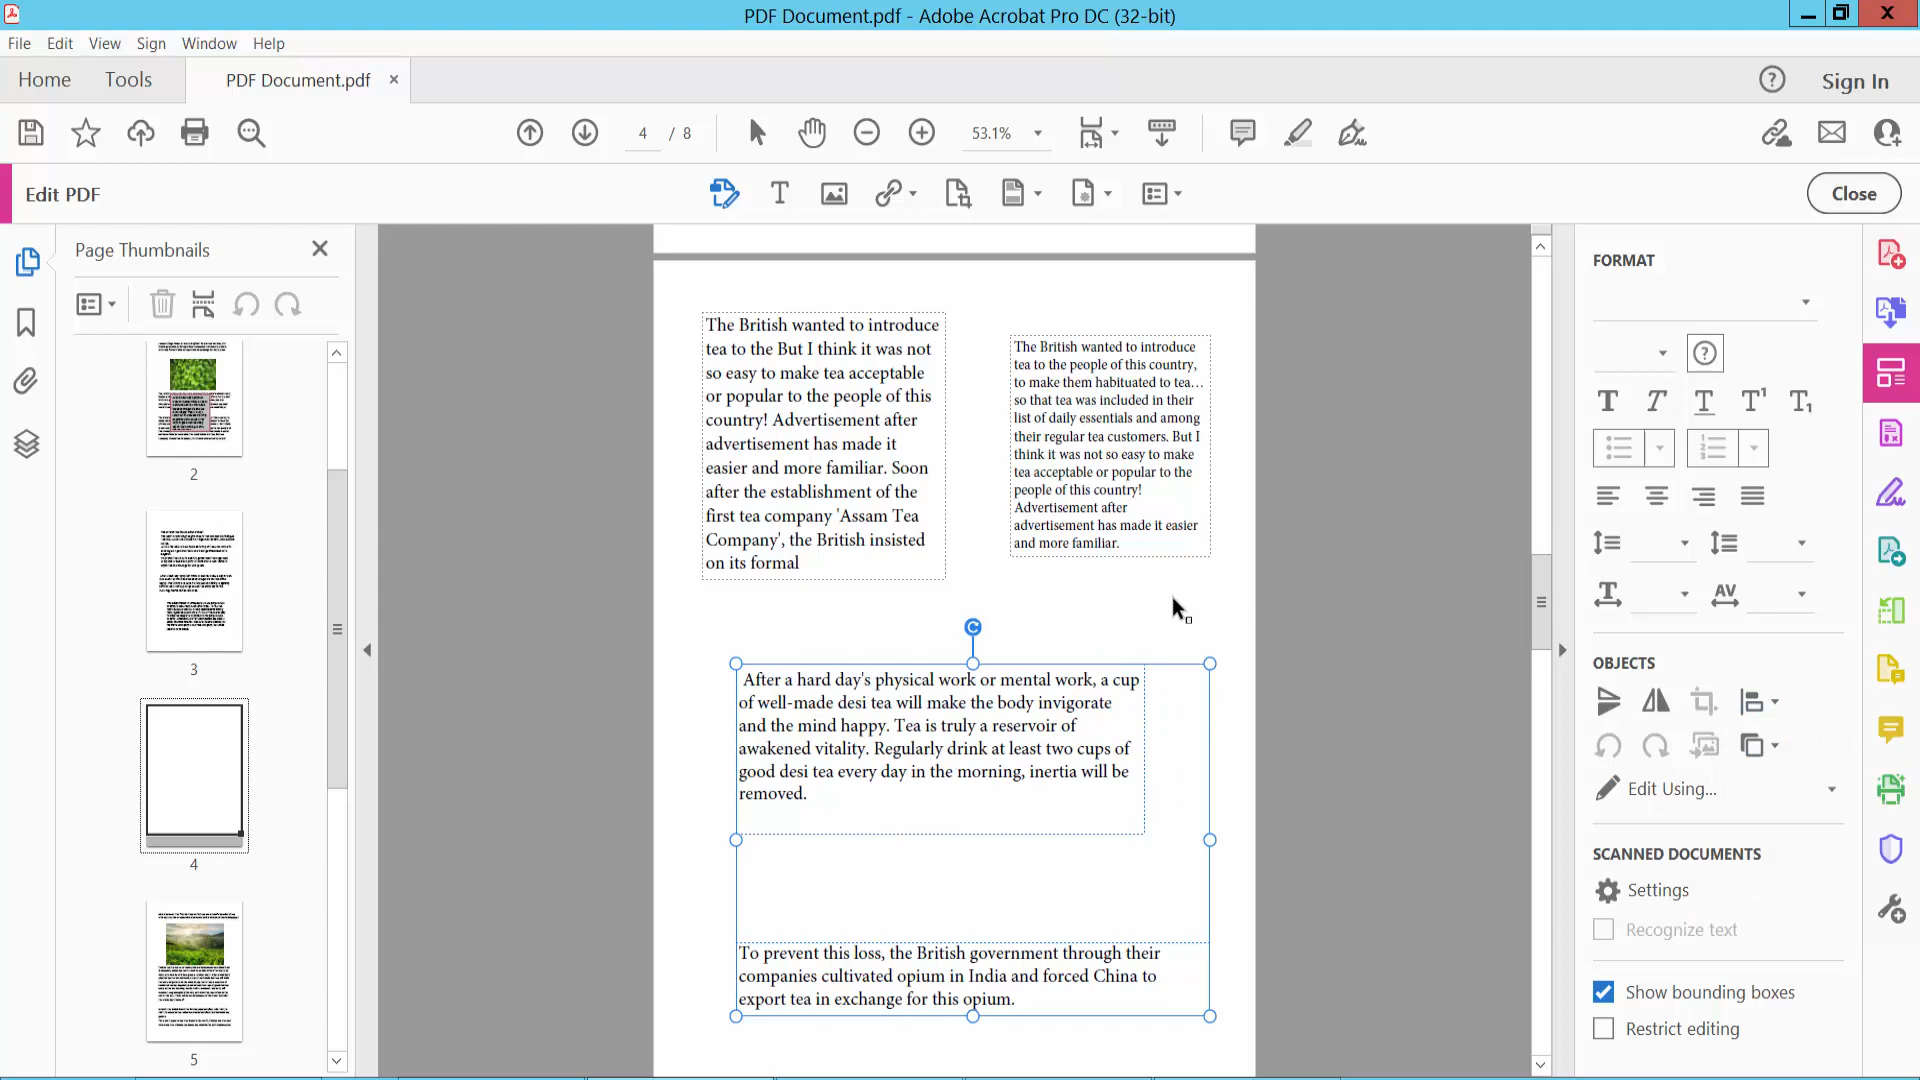 PDF Document.pdf - Adobe Acrobat Pro DC (32-bit)
File Edit View Sign Window Help
Home Tools PDF Document.pdf × Sign In
4 / 8 53.1%
Edit PDF Close
Page Thumbnails
2
3
4
5
The British wanted to introduce
tea to the But I think it was not
so easy to make tea acceptable
or popular to the people of this
country! Advertisement after
advertisement has made it
easier and more familiar. Soon
after the establishment of the
first tea company 'Assam Tea
Company', the British insisted
on its formal
The British wanted to introduce
tea to the people of this country,
to make them habituated to tea…
so that tea was included in their
list of daily essentials and among
their regular tea customers. But I
think it was not so easy to make
tea acceptable or popular to the
people of this country!
Advertisement after
advertisement has made it easier
and more familiar.
After a hard day's physical work or mental work, a cup
of well-made desi tea will make the body invigorate
and the mind happy. Tea is truly a reservoir of
awakened vitality. Regularly drink at least two cups of
good desi tea every day in the morning, inertia will be
removed.
To prevent this loss, the British government through their
companies cultivated opium in India and forced China to
export tea in exchange for this opium.
FORMAT
OBJECTS
Edit Using...
SCANNED DOCUMENTS
Settings
Recognize text
Show bounding boxes
Restrict editing